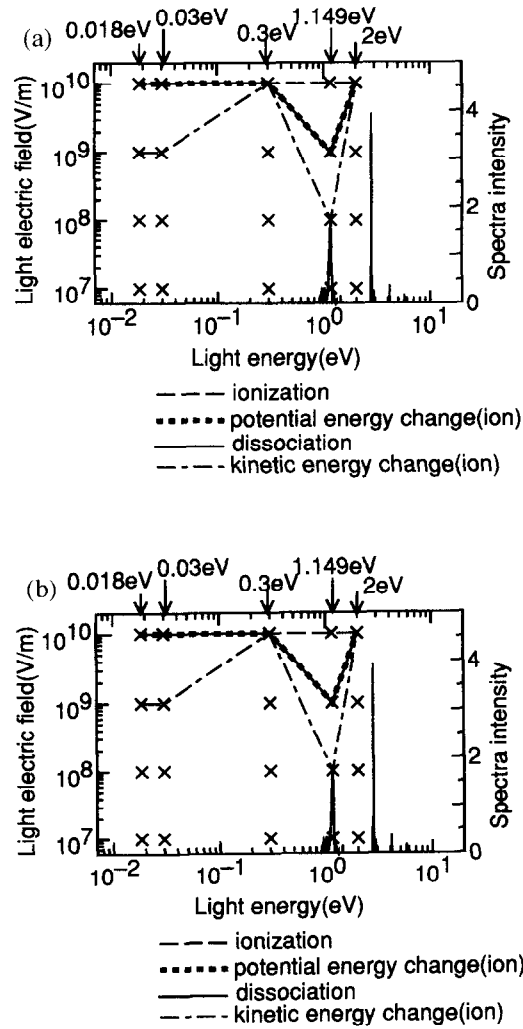 (a)
0.018eV 0.03eV 0.3eV 1.149eV 2eV
Light electric field(V/m)
10^10
10^9
10^8
10^7
4
2
0
Spectra intensity
10^-2 10^-1 10^0 10^1
Light energy(eV)
ionization
potential energy change(ion)
dissociation
kinetic energy change(ion)
(b)
0.018eV 0.03eV 0.3eV 1.149eV 2eV
Light electric field(V/m)
10^10
10^9
10^8
10^7
4
2
0
Spectra intensity
10^-2 10^-1 10^0 10^1
Light energy(eV)
ionization
potential energy change(ion)
dissociation
kinetic energy change(ion)